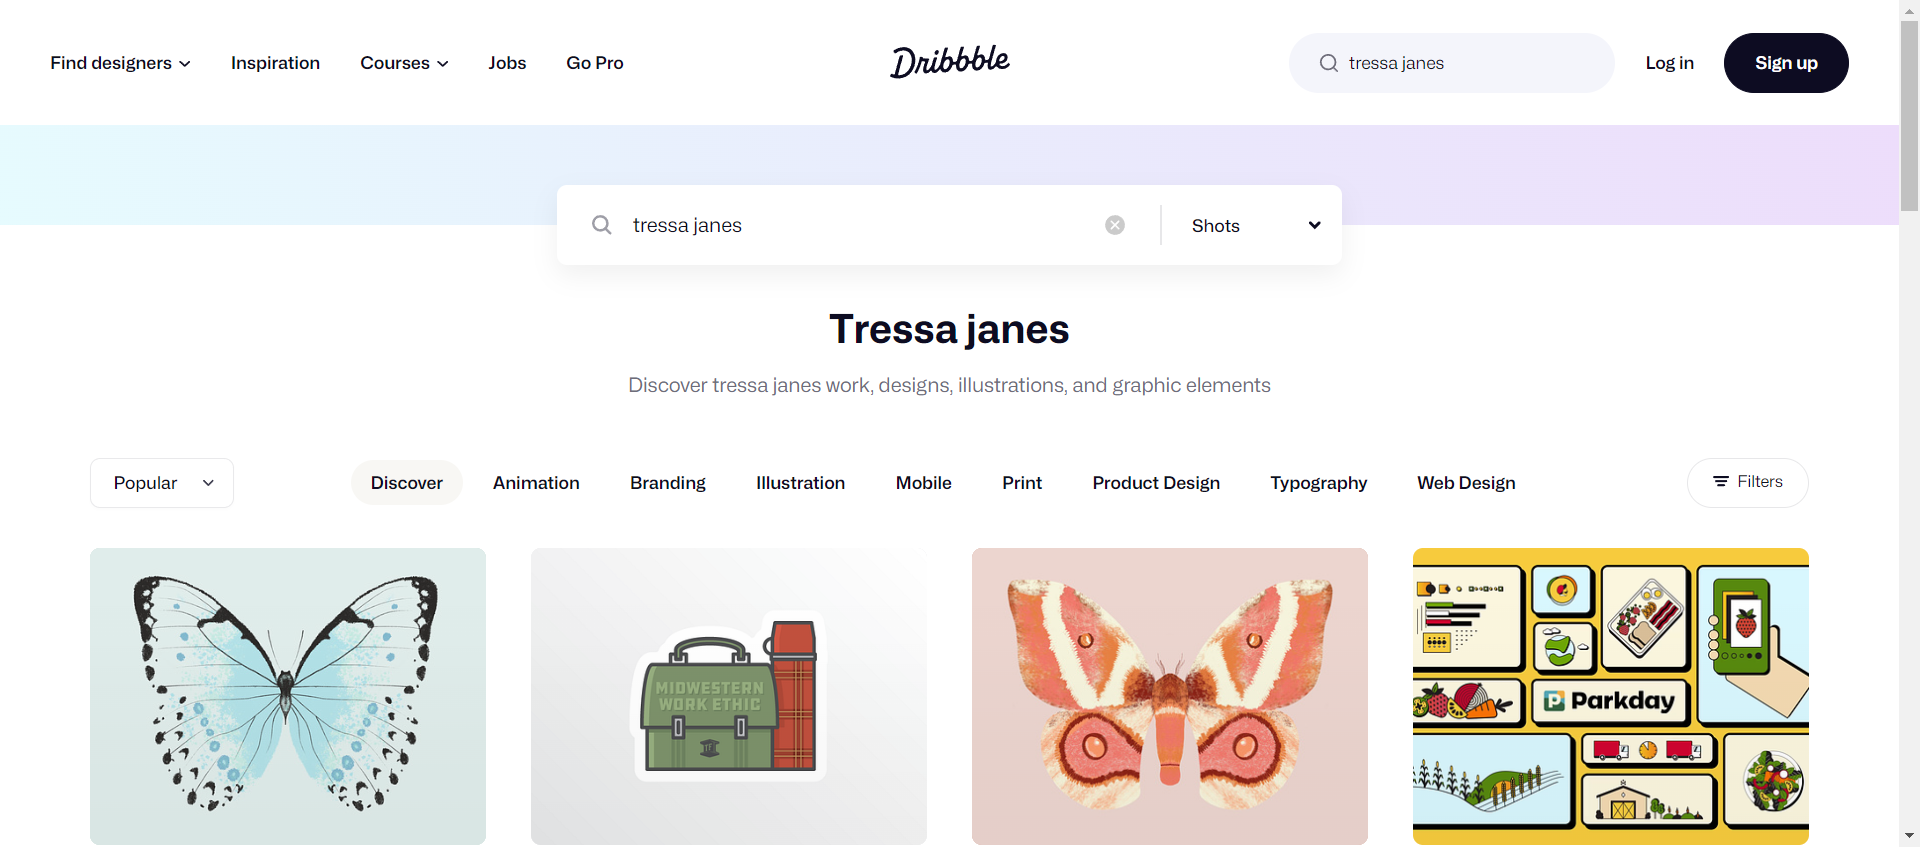 Find designers
Inspiration
Courses
Jobs
Go Pro
Dribbble
tressa janes
Log in
Sign up
tressa janes
Shots
Tressa janes
Discover tressa janes work, designs, illustrations, and graphic elements
Popular
Discover
Animation
Branding
Illustration
Mobile
Print
Product Design
Typography
Web Design
Filters
MIDWESTERN
WORK ETHIC
Parkday